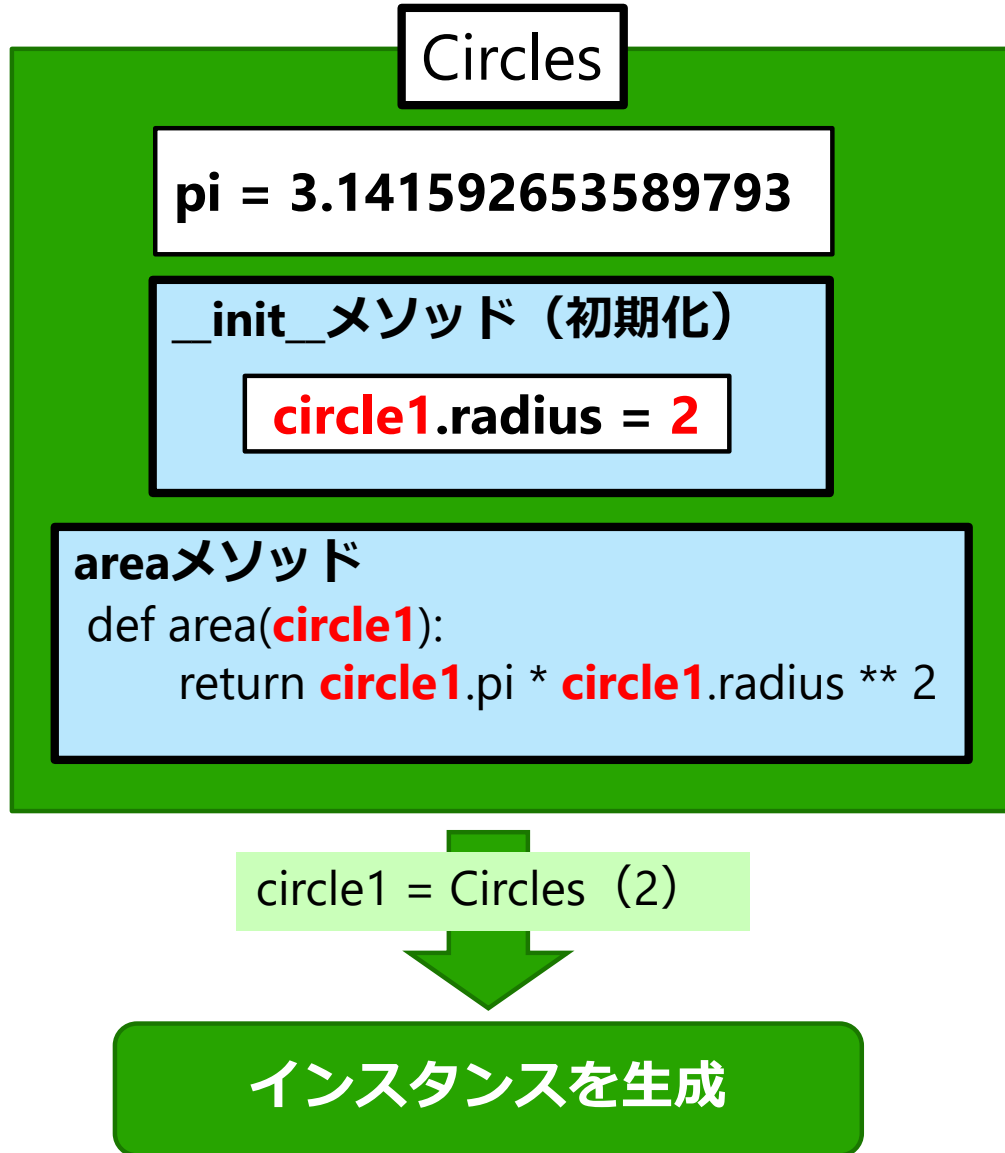 Circles
pi = 3.141592653589793
__init__メソッド（初期化）
circle1.radius = 2
areaメソッド
def area(circle1):
return circle1.pi * circle1.radius ** 2
circle1 = Circles（2）
インスタンスを生成